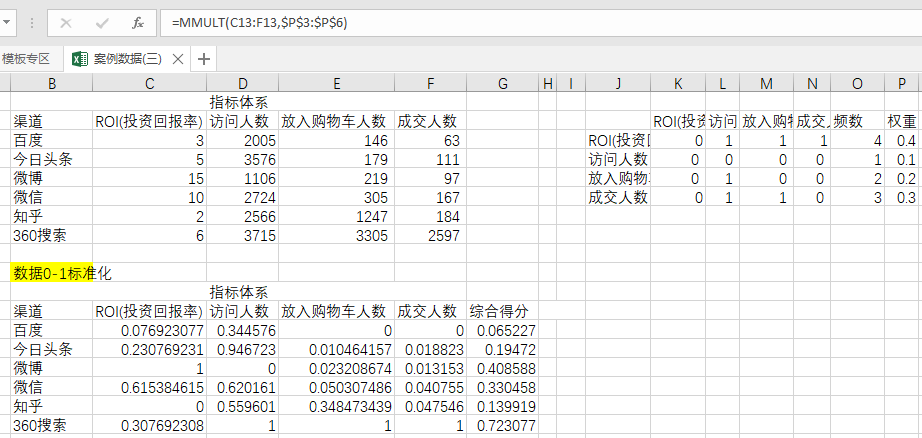 =MMULT(C13:F13,$P$3:$P$6)
模板专区 案例数据(三)
B C D E F G H I J K L M N O P
指标体系
渠道 ROI(投资回报率) 访问人数 放入购物车人数 成交人数 ROI(投资 访问 放入购物 成交 频数 权重
百度 3 2005 146 63 ROI(投资 0 1 1 1 4 0.4
今日头条 5 3576 179 111 访问人数 0 0 0 0 1 0.1
微博 15 1106 219 97 放入购物 0 1 0 0 2 0.2
微信 10 2724 305 167 成交人数 0 1 1 0 3 0.3
知乎 2 2566 1247 184
360搜索 6 3715 3305 2597
数据0-1标准化
指标体系
渠道 ROI(投资回报率) 访问人数 放入购物车人数 成交人数 综合得分
百度 0.076923077 0.344576 0 0 0.065227
今日头条 0.230769231 0.946723 0.010464157 0.018823 0.19472
微博 1 0 0.023208674 0.013153 0.408588
微信 0.615384615 0.620161 0.050307486 0.040755 0.330458
知乎 0 0.559601 0.348473439 0.047546 0.139919
360搜索 0.307692308 1 1 1 0.723077